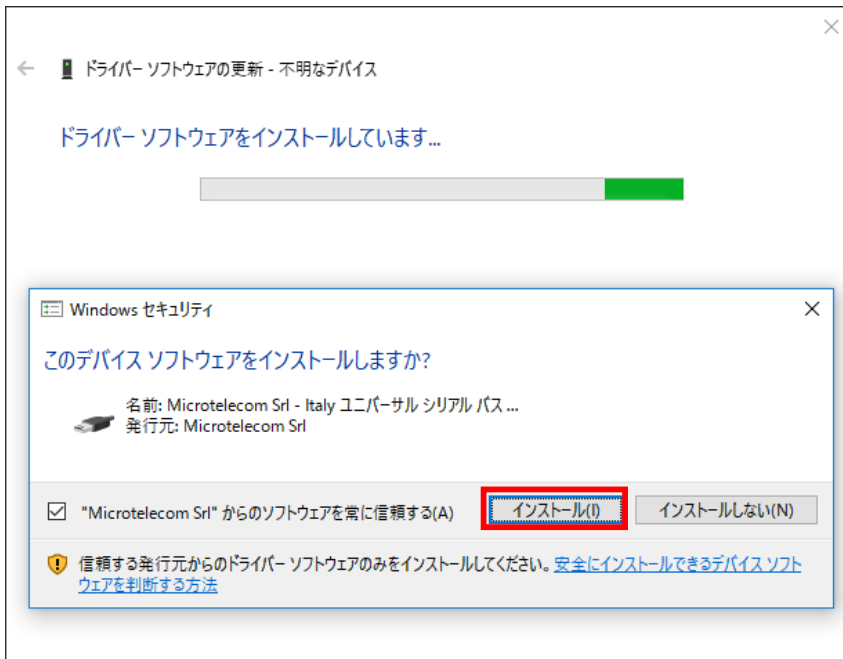 ドライバー ソフトウェアの更新 - 不明なデバイス
ドライバー ソフトウェアをインストールしています...
Windows セキュリティ
このデバイス ソフトウェアをインストールしますか?
名前: Microtelecom Srl - Italy ユニバーサル シリアル バス ...
発行元: Microtelecom Srl
"Microtelecom Srl" からのソフトウェアを常に信頼する(A)
インストール(I)
インストールしない(N)
信頼する発行元からのドライバー ソフトウェアのみをインストールしてください。安全にインストールできるデバイス ソフト
ウェアを判断する方法